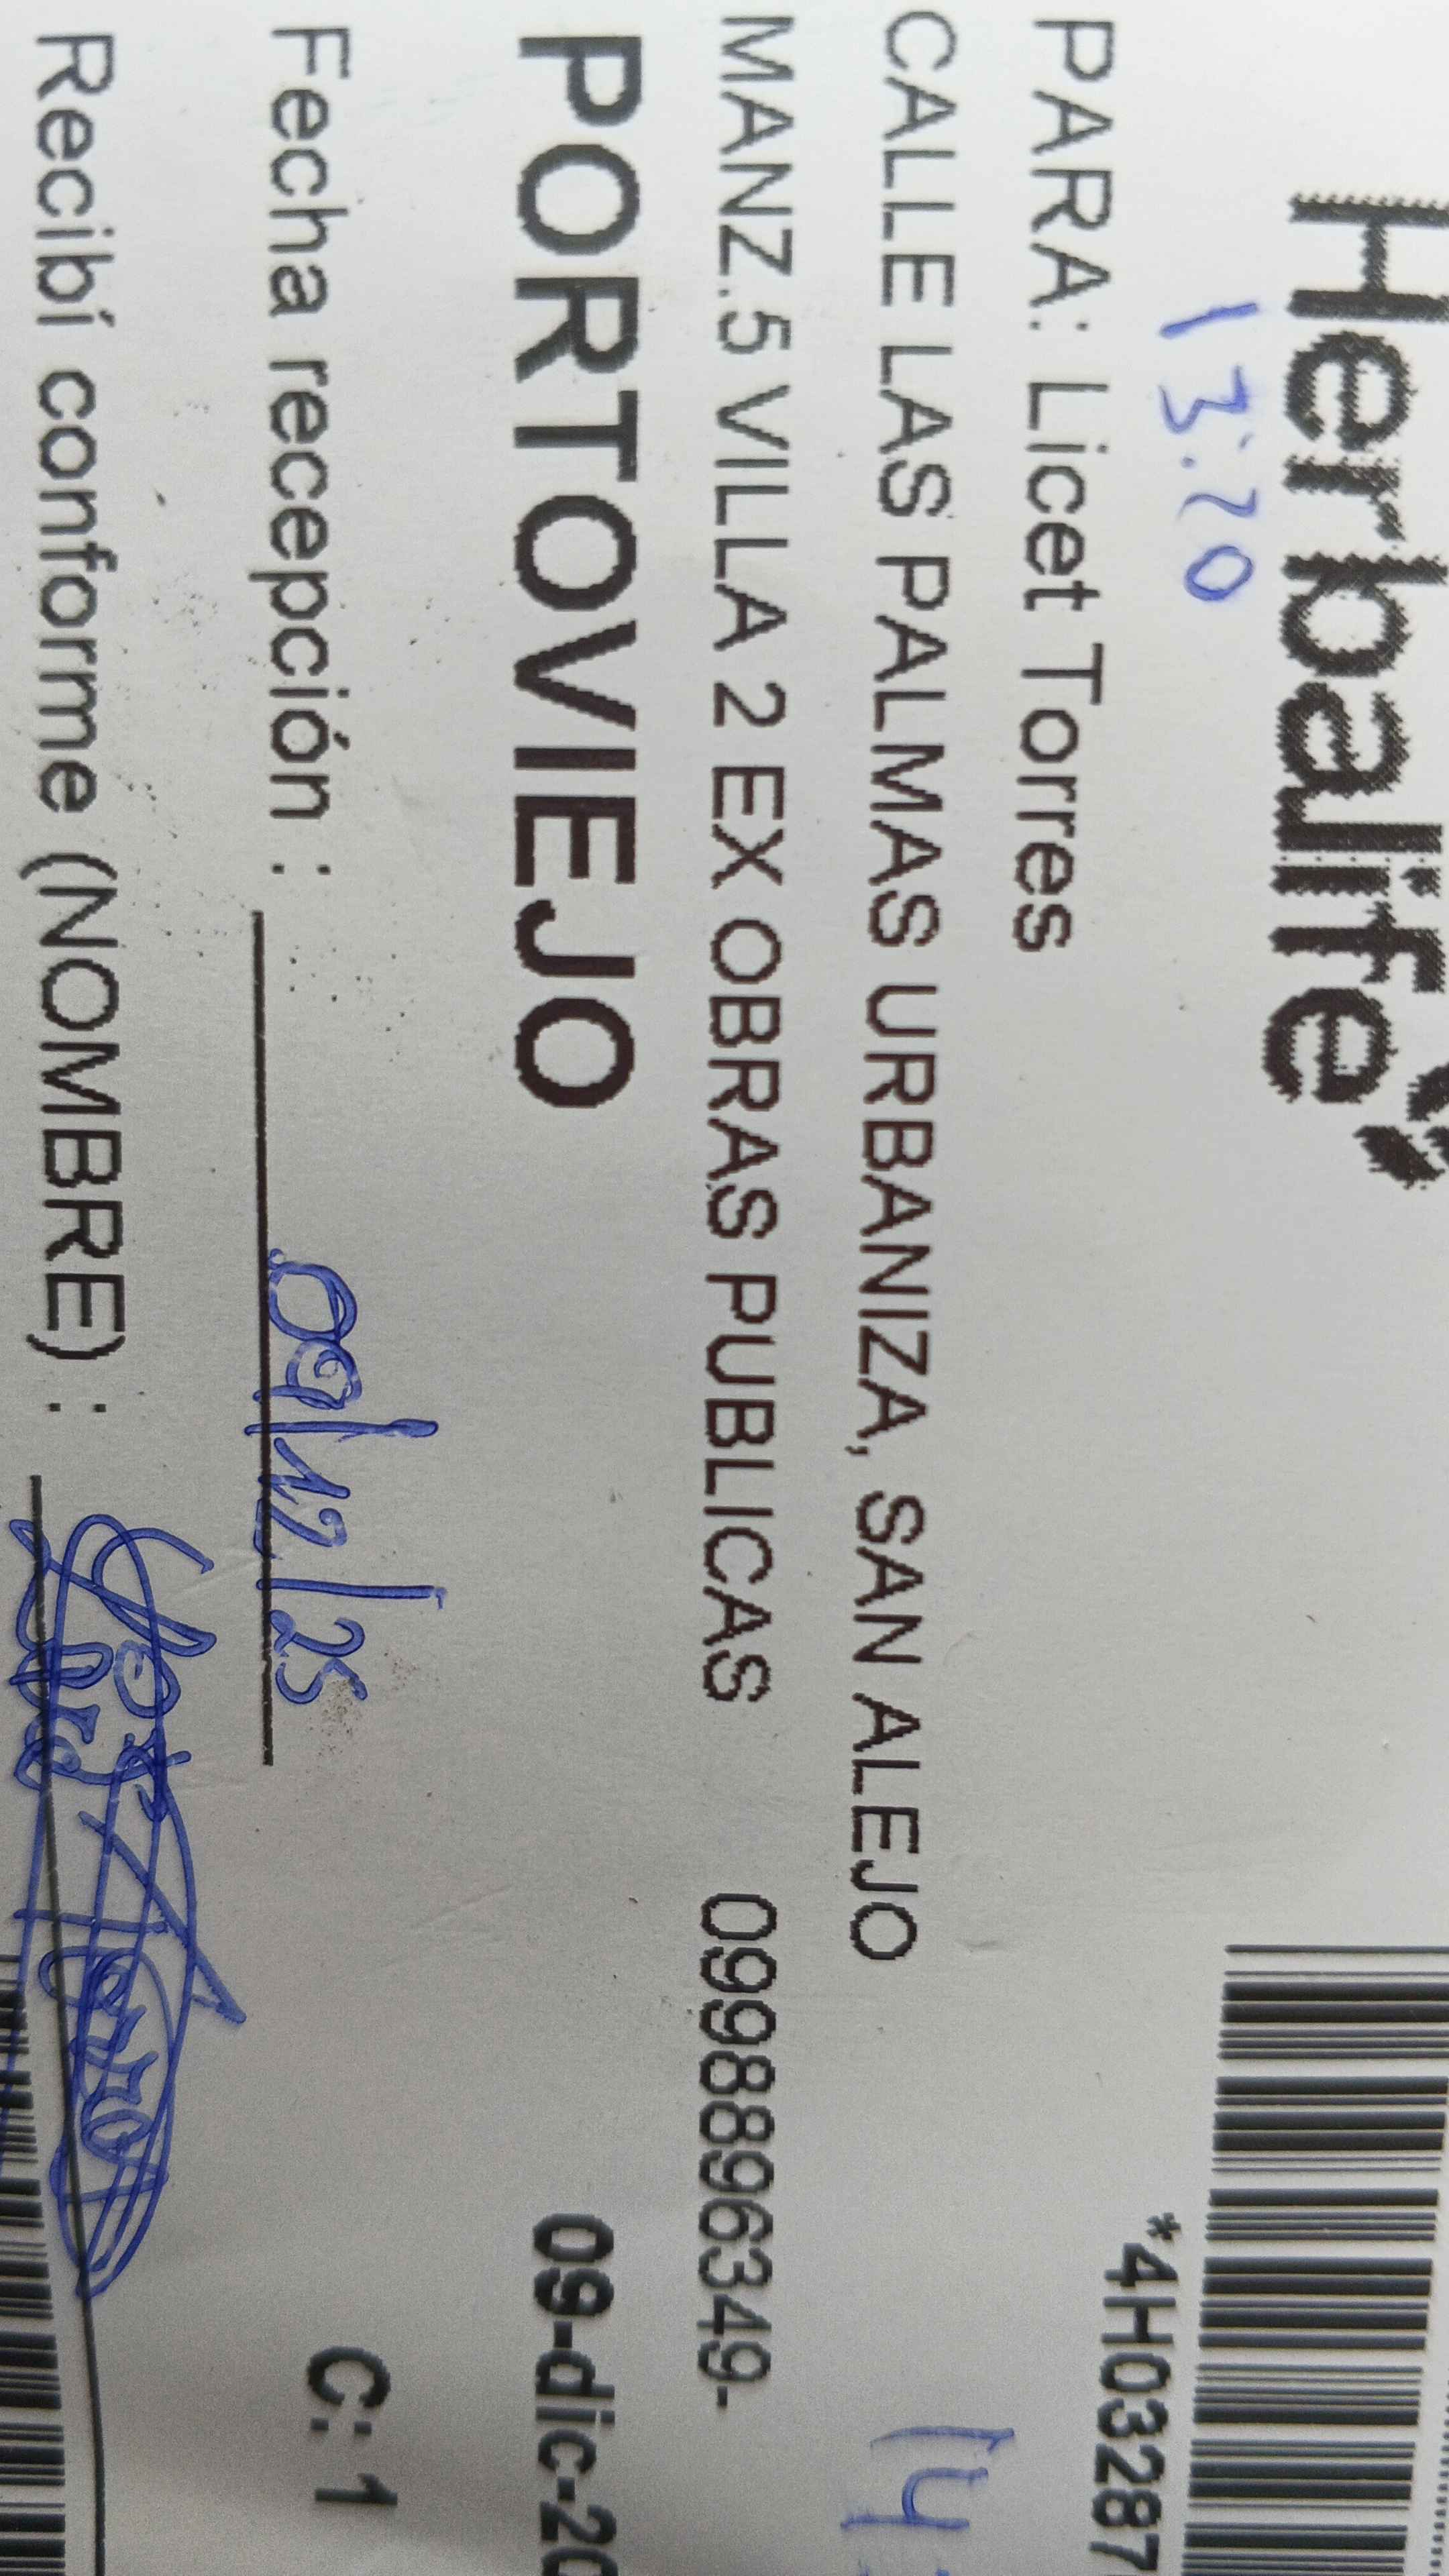 Herbalife
13:20
*4H03287
PARA: Licet Torres
CALLE LAS PALMAS URBANIZA, SAN ALEJO
14
MANZ.5 VILLA 2 EX OBRAS PUBLICAS 0998896349-
PORTOVIEJO
09-dic-20
Fecha recepción : 09/12/25
C: 1
Recibí conforme (NOMBRE) :